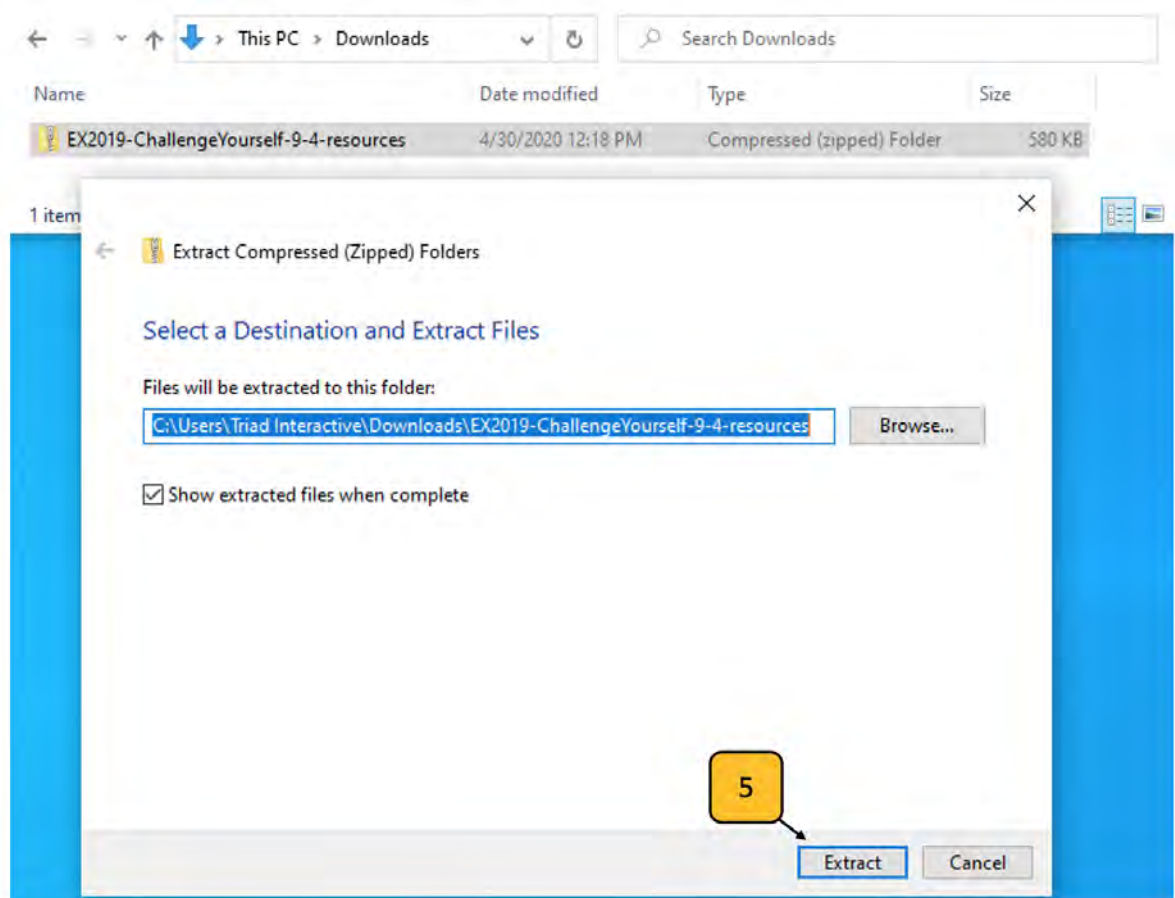 This PC > Downloads
Search Downloads
Name Date modified Type Size
EX2019-ChallengeYourself-9-4-resources 4/30/2020 12:18 PM Compressed (zipped) Folder 580 KB
1 item
Extract Compressed (Zipped) Folders
Select a Destination and Extract Files
Files will be extracted to this folder:
C:\Users\Triad Interactive\Downloads\EX2019-ChallengeYourself-9-4-resources Browse...
Show extracted files when complete
5
Extract Cancel